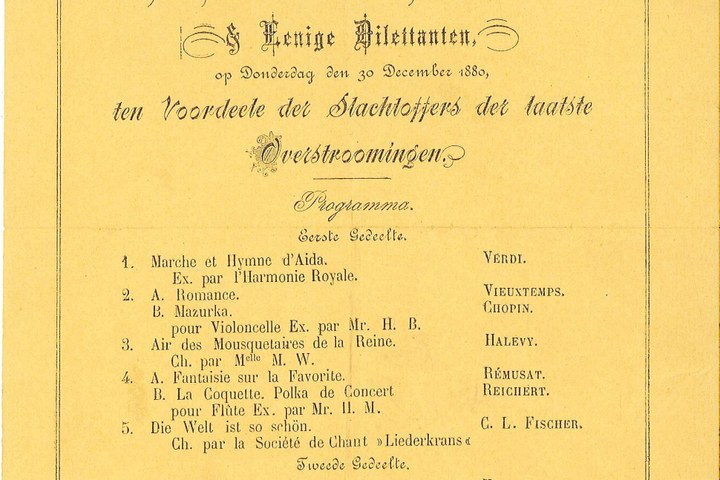 & Eenige Dilettanten,
op Donderdag den 30 December 1880,
ten Voordeele der Slachtoffers der laatste
Overstroomingen.
Programma.
Eerste Gedeelte.
1. Marche et Hymne d'Aida. VERDI.
Ex. par l'Harmonie Royale.
2. A. Romance. VIEUXTEMPS.
B. Mazurka. CHOPIN.
pour Violoncelle Ex. par Mr. H. B.
3. Air des Mousquetaires de la Reine. HALEVY.
Ch. par Melle M. W.
4. A. Fantaisie sur la Favorite. RÉMUSAT.
B. La Coquette. Polka de Concert REICHERT.
pour Flûte Ex. par Mr. H. M.
5. Die Welt ist so schön. C. L. FISCHER.
Ch. par la Société de Chant »Liederkrans«
Tweede Gedeelte.